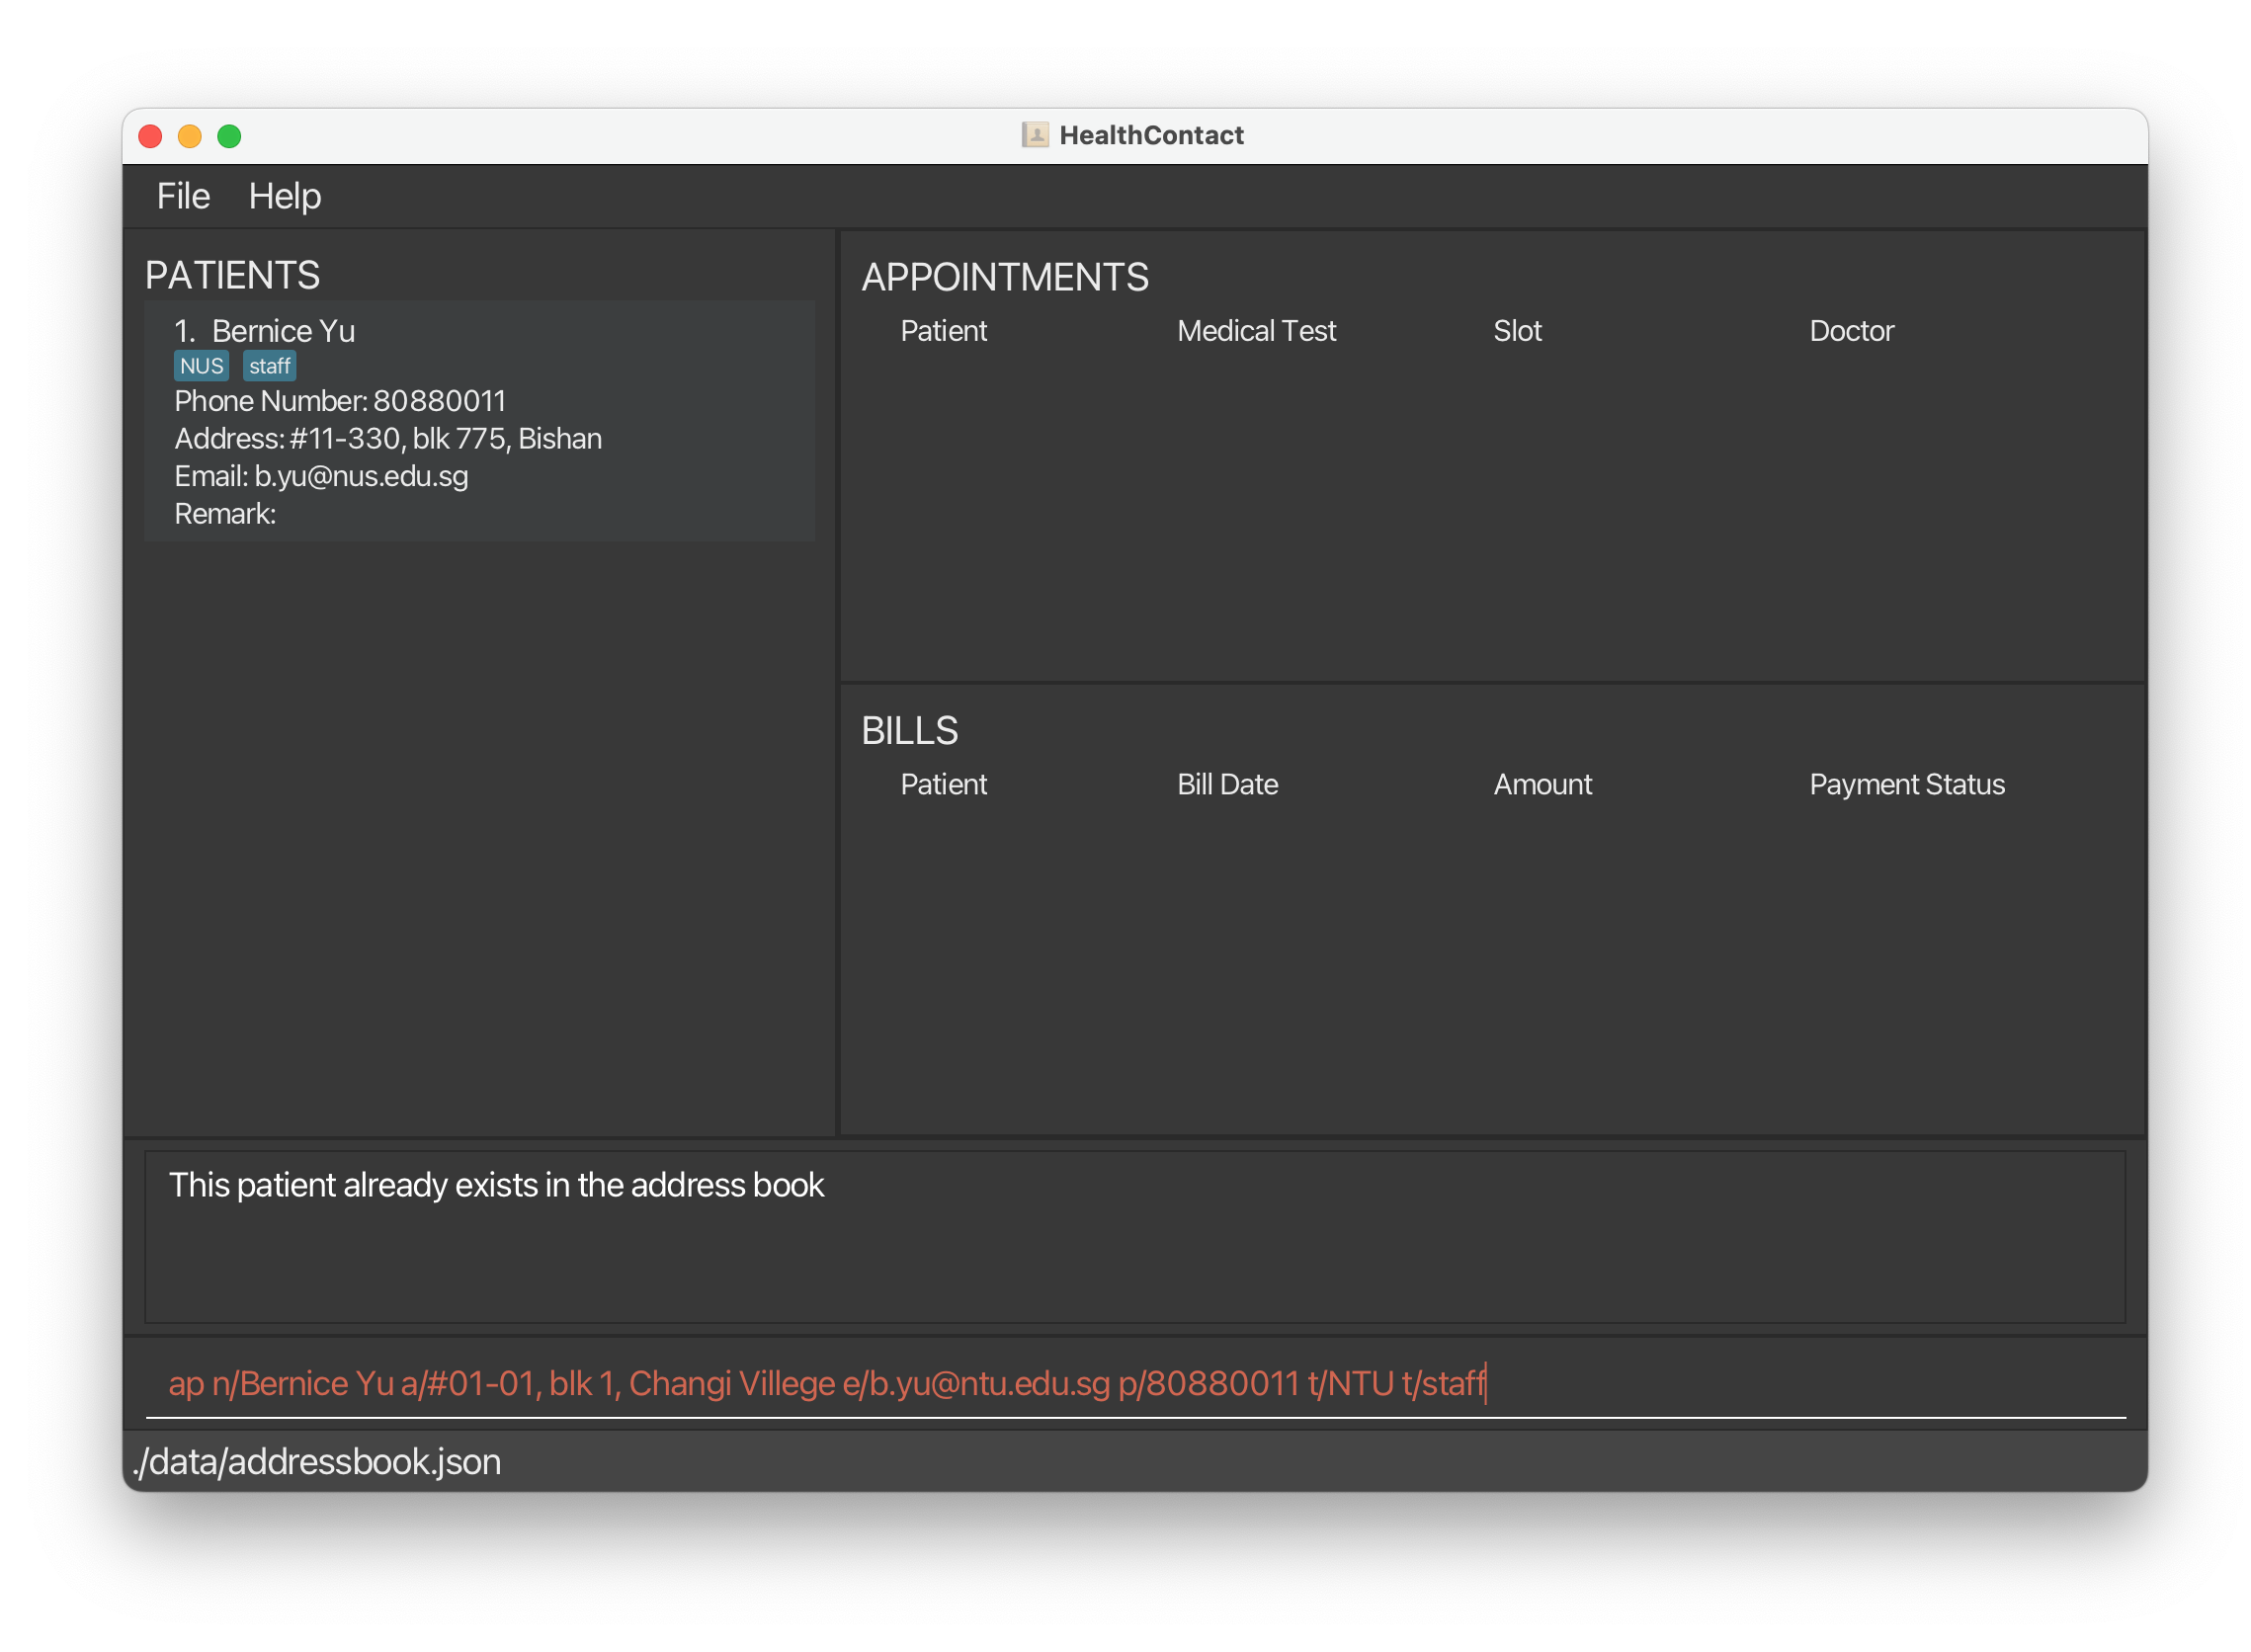 HealthContact
File Help
PATIENTS
1. Bernice Yu
NUS staff
Phone Number: 80880011
Address: #11-330, blk 775, Bishan
Email: b.yu@nus.edu.sg
Remark:
APPOINTMENTS
Patient Medical Test Slot Doctor
BILLS
Patient Bill Date Amount Payment Status
This patient already exists in the address book
ap n/Bernice Yu a/#01-01, blk 1, Changi Villege e/b.yu@ntu.edu.sg p/80880011 t/NTU t/staff
./data/addressbook.json